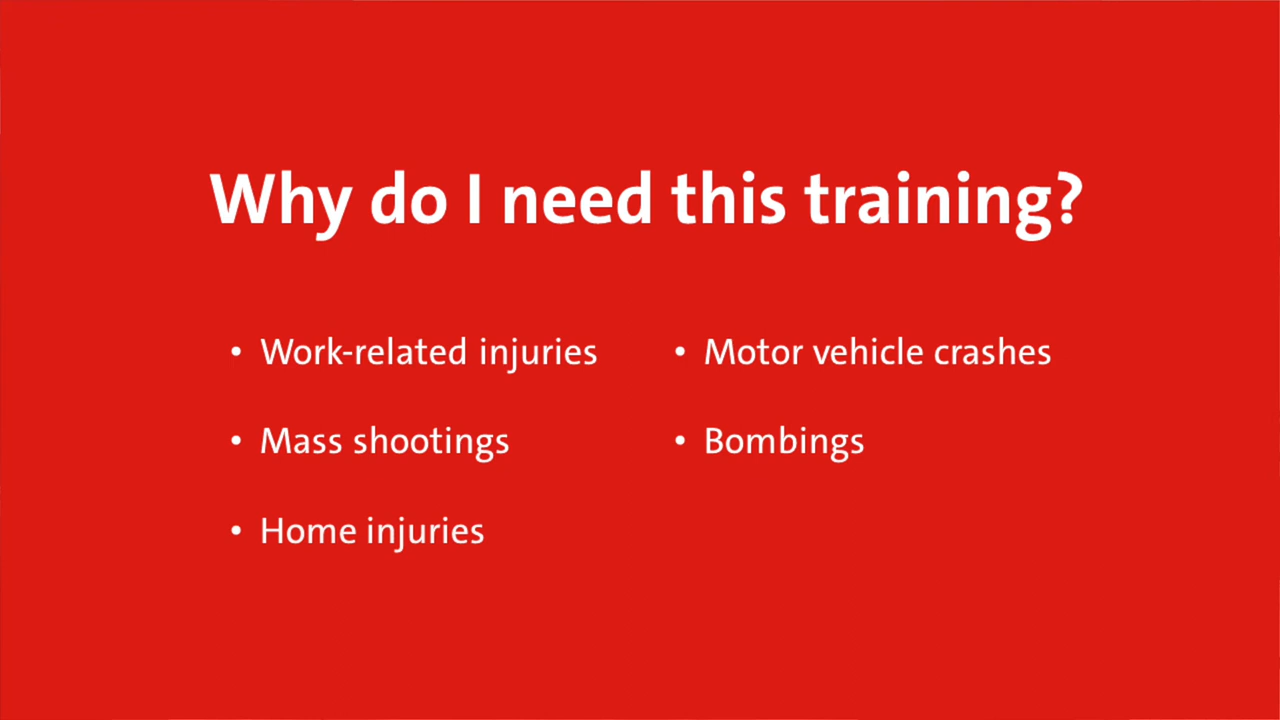 Why do I need this training?
• Work-related injuries
• Mass shootings
• Home injuries
• Motor vehicle crashes
• Bombings